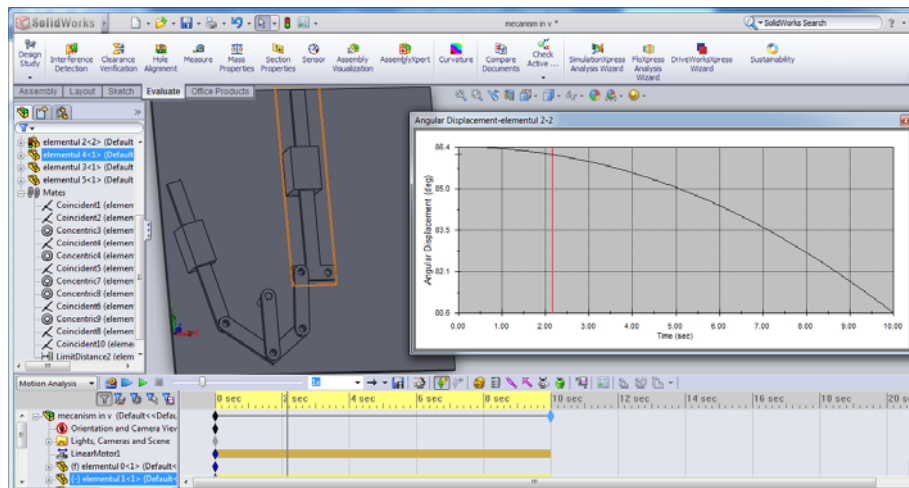 SolidWorks
mecanism in v *
SolidWorks Search
Design Study
Interference Detection
Clearance Verification
Hole Alignment
Measure
Mass Properties
Section Properties
Sensor
Assembly Visualization
AssemblyXpert
Curvature
Compare Documents
Check Active ...
SimulationXpress Analysis Wizard
FloXpress Analysis Wizard
DriveWorksXpress Wizard
Sustainability
Assembly Layout Sketch Evaluate Office Products
elementul 2<2> (Default
elementul 4<1> (Default
elementul 3<1> (Default
elementul 5<1> (Default
Mates
Coincident1 (elemen
Coincident2 (elemen
Concentric3 (elemen
Coincident4 (elemen
Concentric4 (elemen
Coincident5 (elemen
Concentric7 (elemen
Concentric8 (elemen
Coincident6 (elemen
Concentric9 (elemen
Coincident8 (elemen
Coincident10 (eleme
LimitDistance2 (elem
Angular Displacement-elementul 2-2
Angular Displacement (deg)
86.4
85.0
83.5
82.1
80.6
0.00 1.00 2.00 3.00 4.00 5.00 6.00 7.00 8.00 9.00 10.00
Time (sec)
Motion Analysis
1x
0 sec 2 sec 4 sec 6 sec 8 sec 10 sec 12 sec 14 sec 16 sec 18 sec 20 se
mecanism in v (Default<<Defau
Orientation and Camera View
Lights, Cameras and Scene
LinearMotor1
(f) elementul 0<1> (Default<
(-) elementul 1<1> (Default<